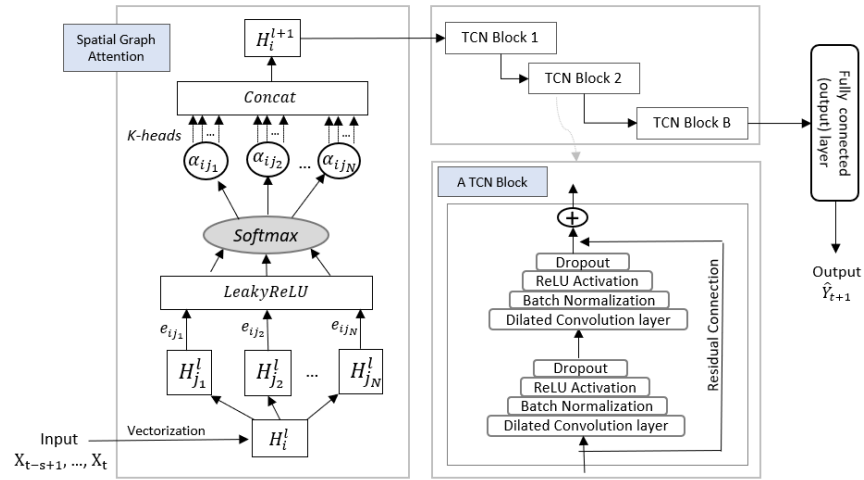 Spatial Graph
Attention
H_i^{l+1}
Concat
K-heads
...
...
...
α_{ij_1}
α_{ij_2}
...
α_{ij_N}
Softmax
LeakyReLU
e_{ij_1}
e_{ij_2}
e_{ij_N}
H_{j_1}^l
H_{j_2}^l
...
H_{j_N}^l
Input
X_{t-s+1}, ..., X_t
Vectorization
H_i^l
TCN Block 1
TCN Block 2
TCN Block B
A TCN Block
+
Dropout
ReLU Activation
Batch Normalization
Dilated Convolution layer
Dropout
ReLU Activation
Batch Normalization
Dilated Convolution layer
Residual Connection
Fully connected
(output) layer
Output
Ŷ_{t+1}